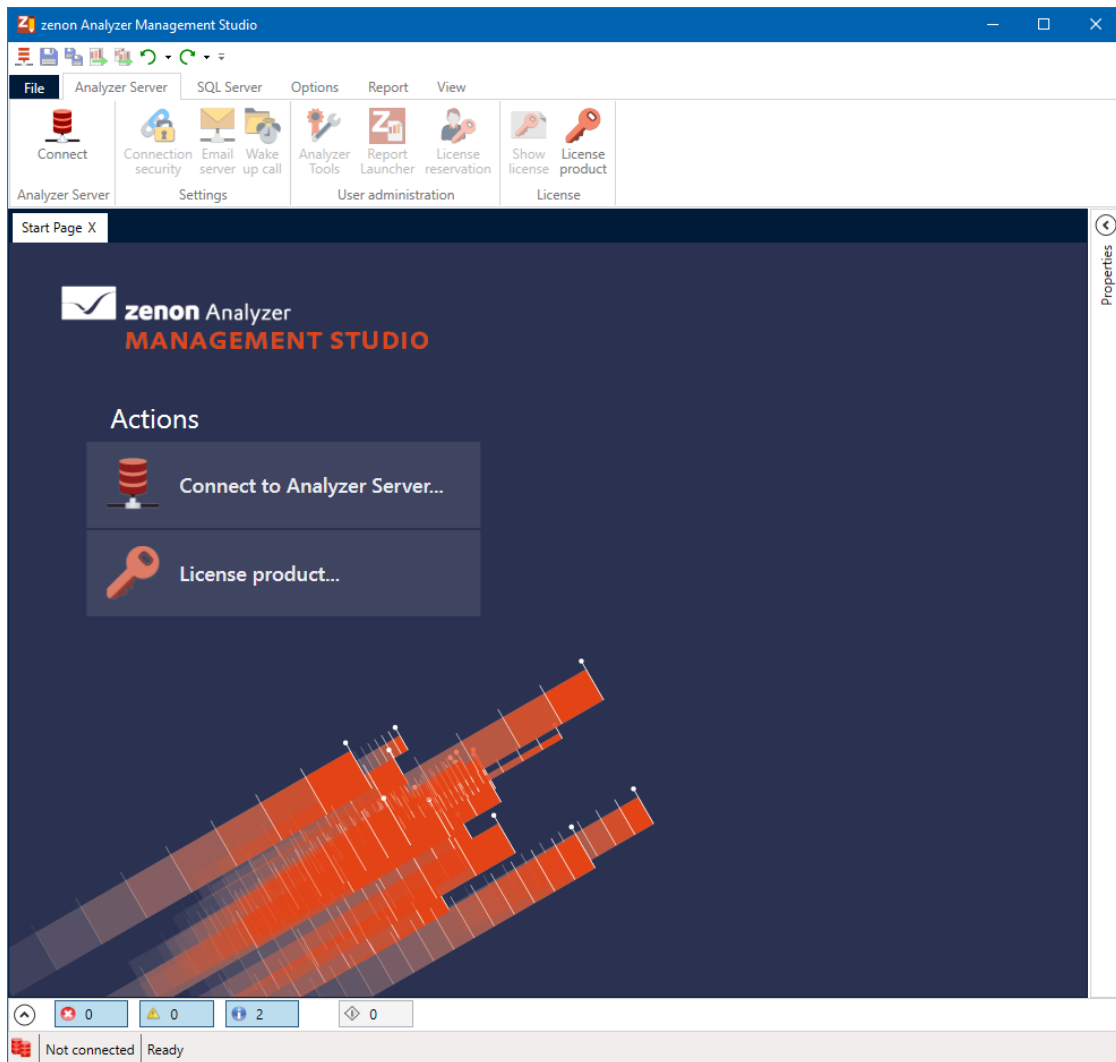 zenon Analyzer Management Studio
File Analyzer Server SQL Server Options Report View
Connect Connection security Email server Wake up call Analyzer Tools Report Launcher License reservation Show license License product
Analyzer Server Settings User administration License
Start Page X
Properties
zenon Analyzer
MANAGEMENT STUDIO
Actions
Connect to Analyzer Server...
License product...
0 0 2 0
Not connected Ready